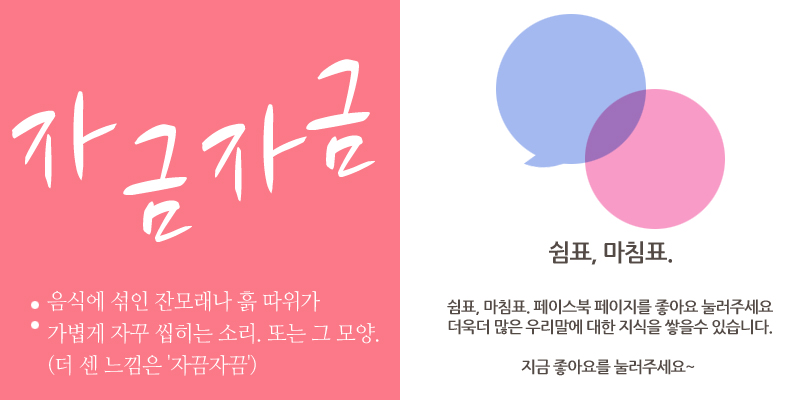 자금자금
음식에 섞인 잔모래나 흙 따위가
가볍게 자꾸 씹히는 소리. 또는 그 모양.
(더 센 느낌은 '자끔자끔')
쉼표, 마침표.
쉼표, 마침표. 페이스북 페이지를 좋아요 눌러주세요
더욱더 많은 우리말에 대한 지식을 쌓을수 있습니다.
지금 좋아요를 눌러주세요~